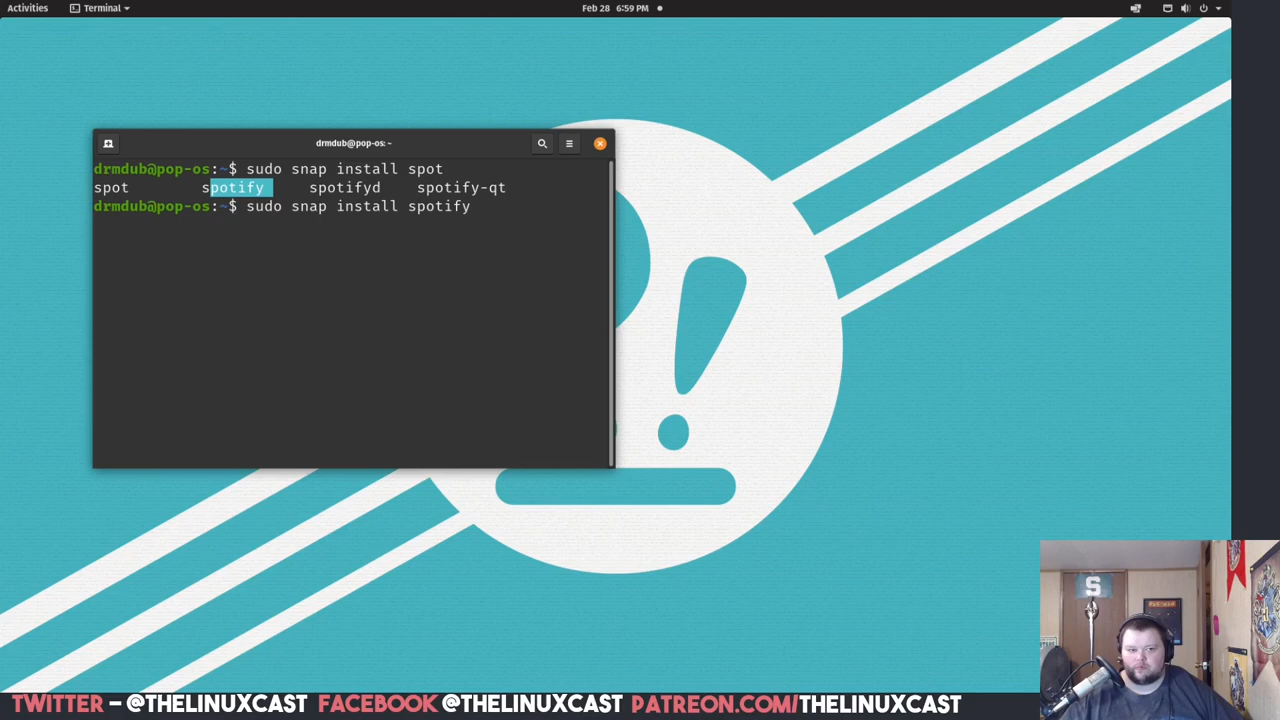 Activities Terminal Feb 28 6:59 PM
drmdub@pop-os: ~
drmdub@pop-os:~$ sudo snap install spot
spot spotify spotifyd spotify-qt
drmdub@pop-os:~$ sudo snap install spotify
S
TWITTER – @THELINUXCAST FACEBOOK @THELINUXCAST PATREON.COM/THELINUXCAST